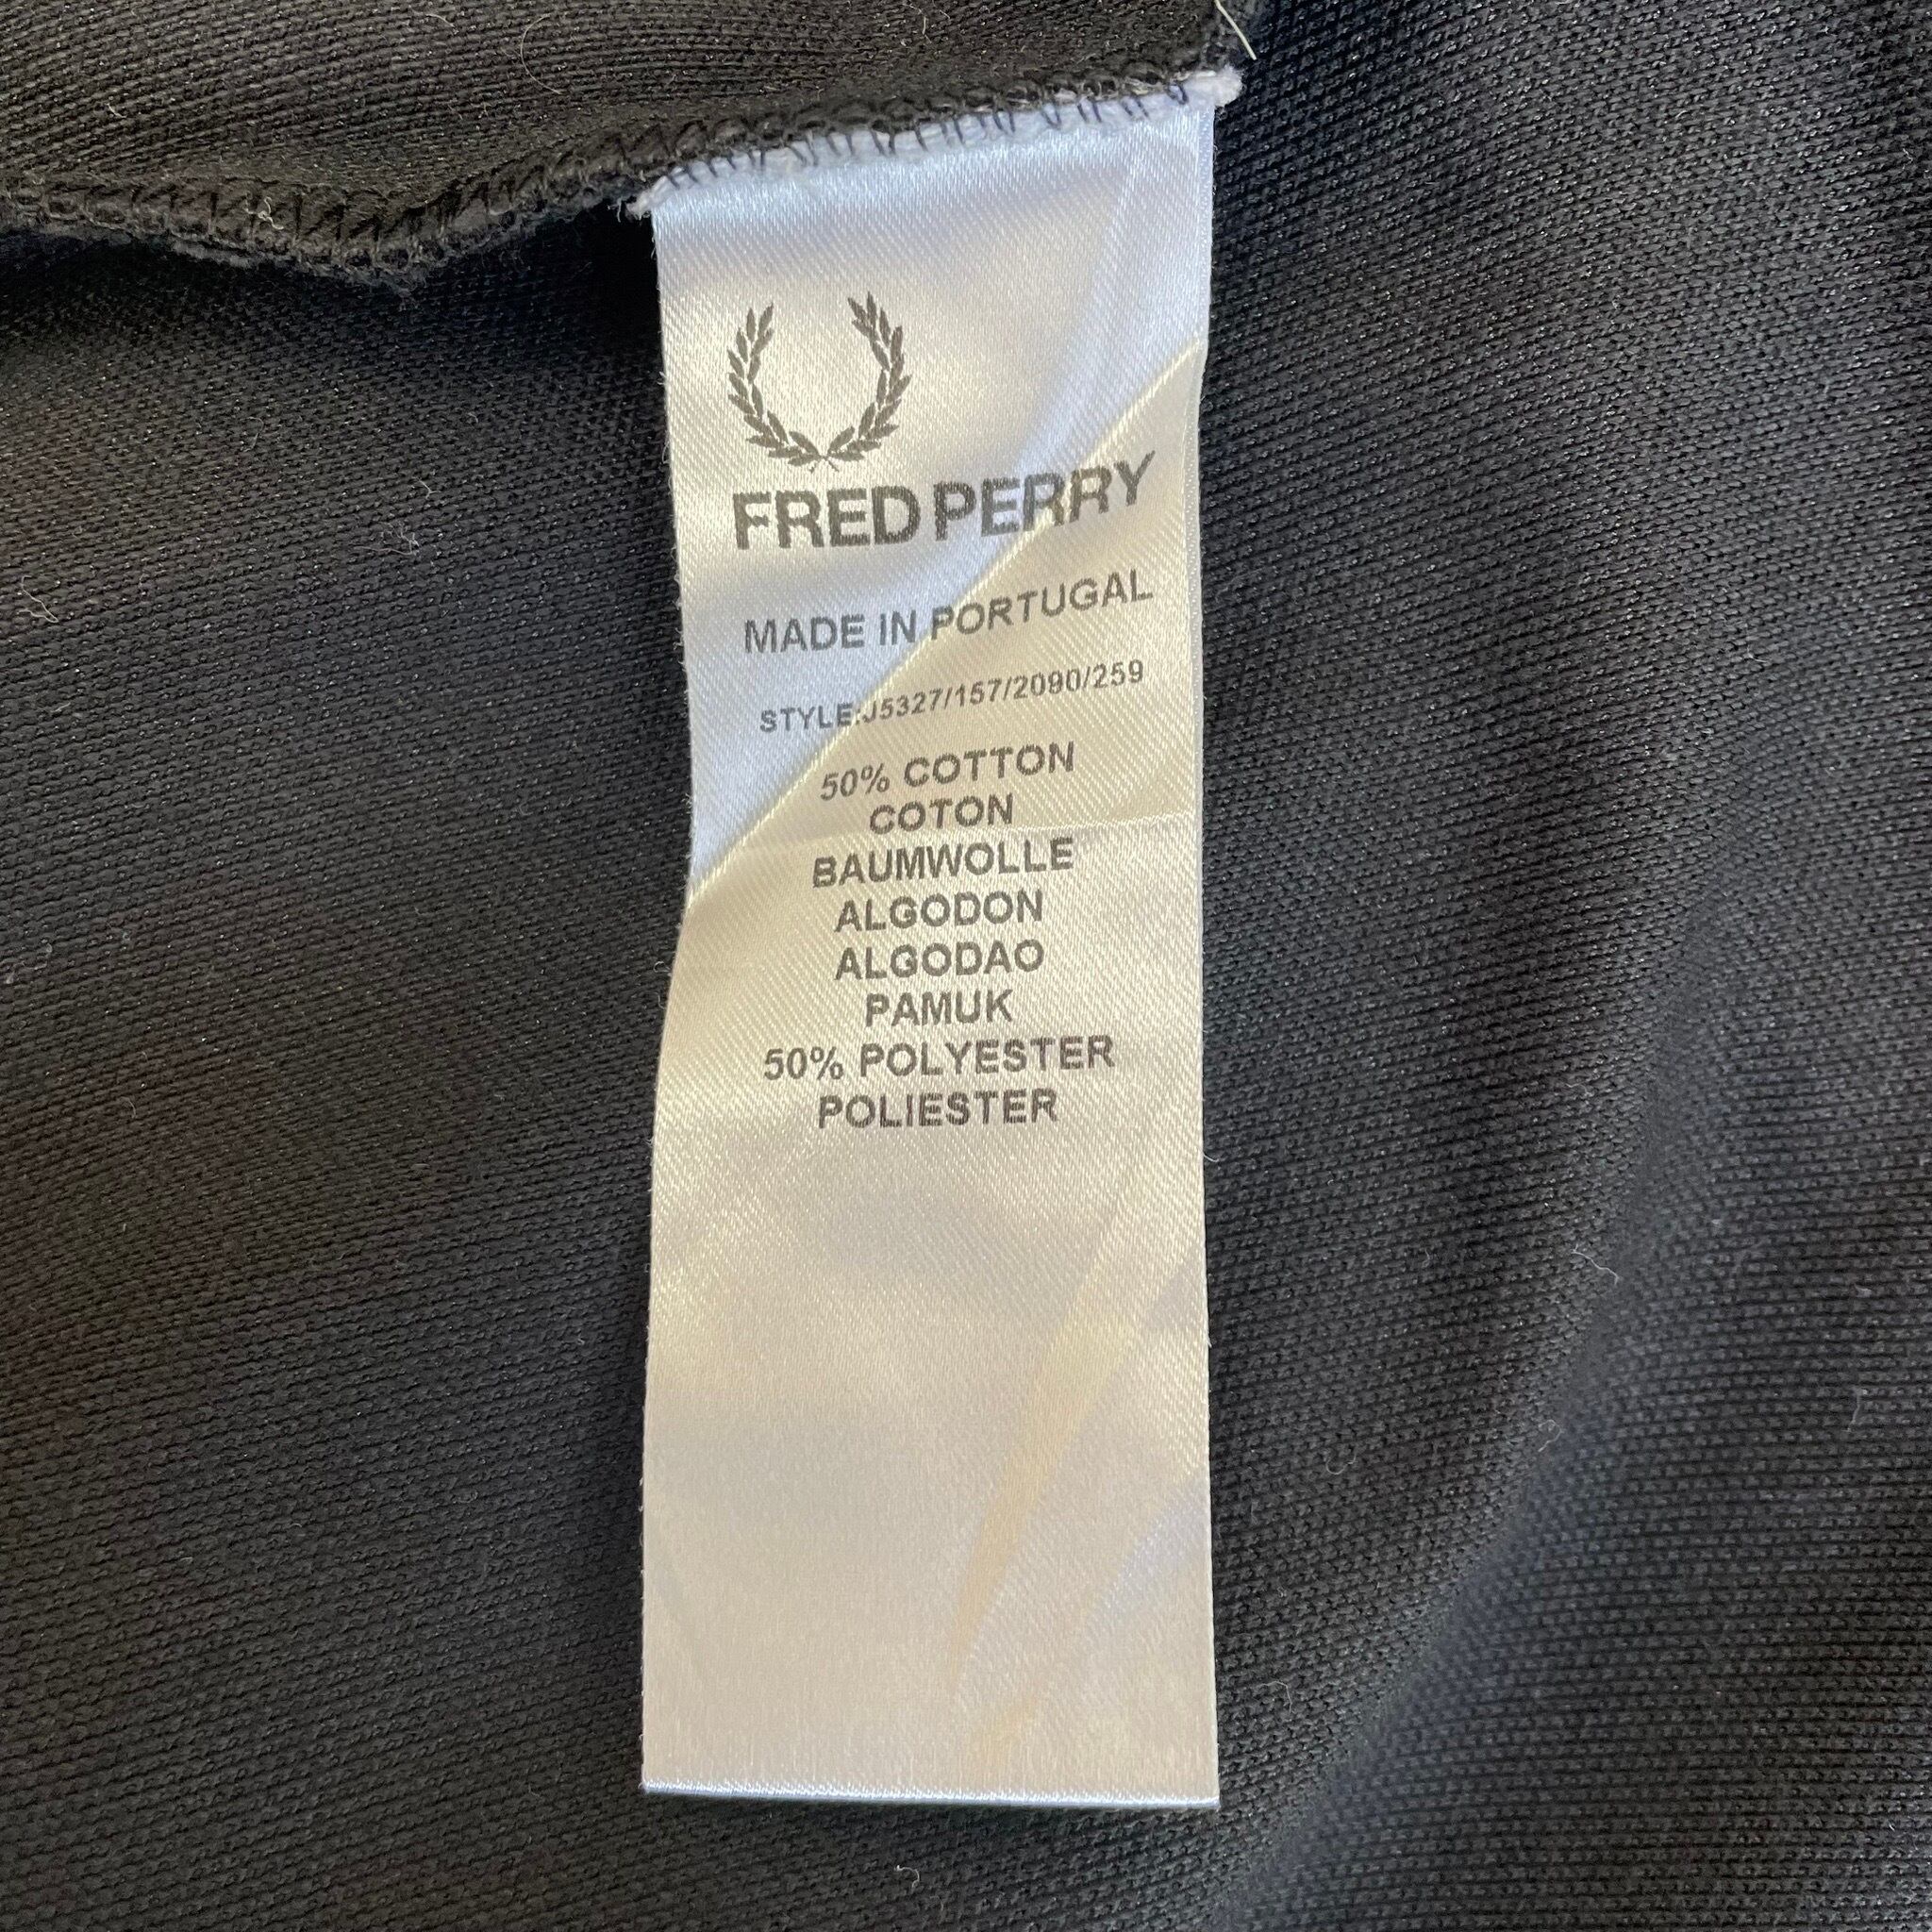 FRED PERRY
MADE IN PORTUGAL
STYLE:J5327/157/2090/259
50% COTTON
COTON
BAUMWOLLE
ALGODON
ALGODAO
PAMUK
50% POLYESTER
POLIESTER